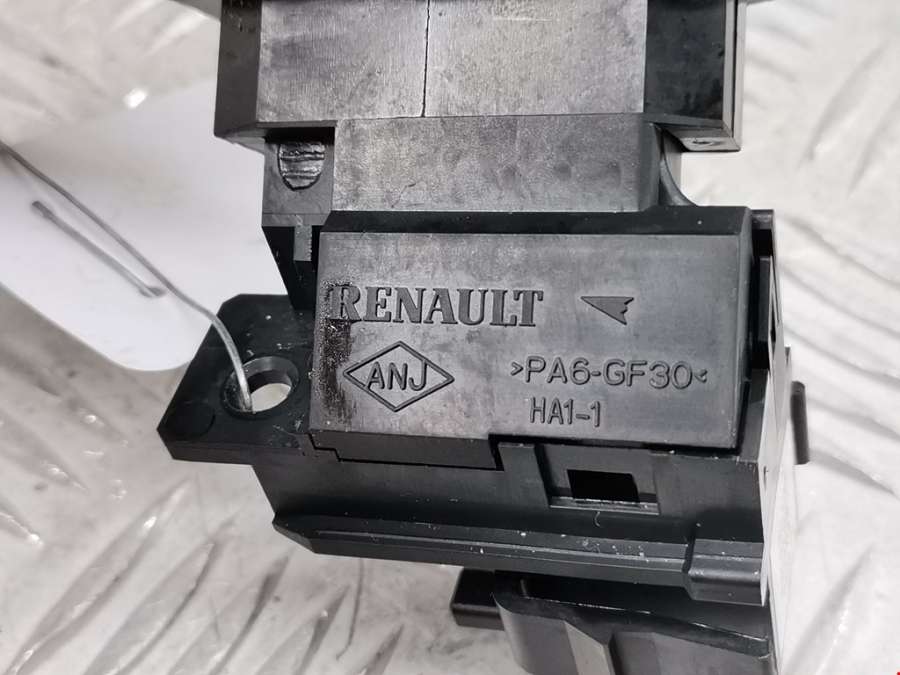 RENAULT
ANJ
>PA6-GF30<
HA1-1